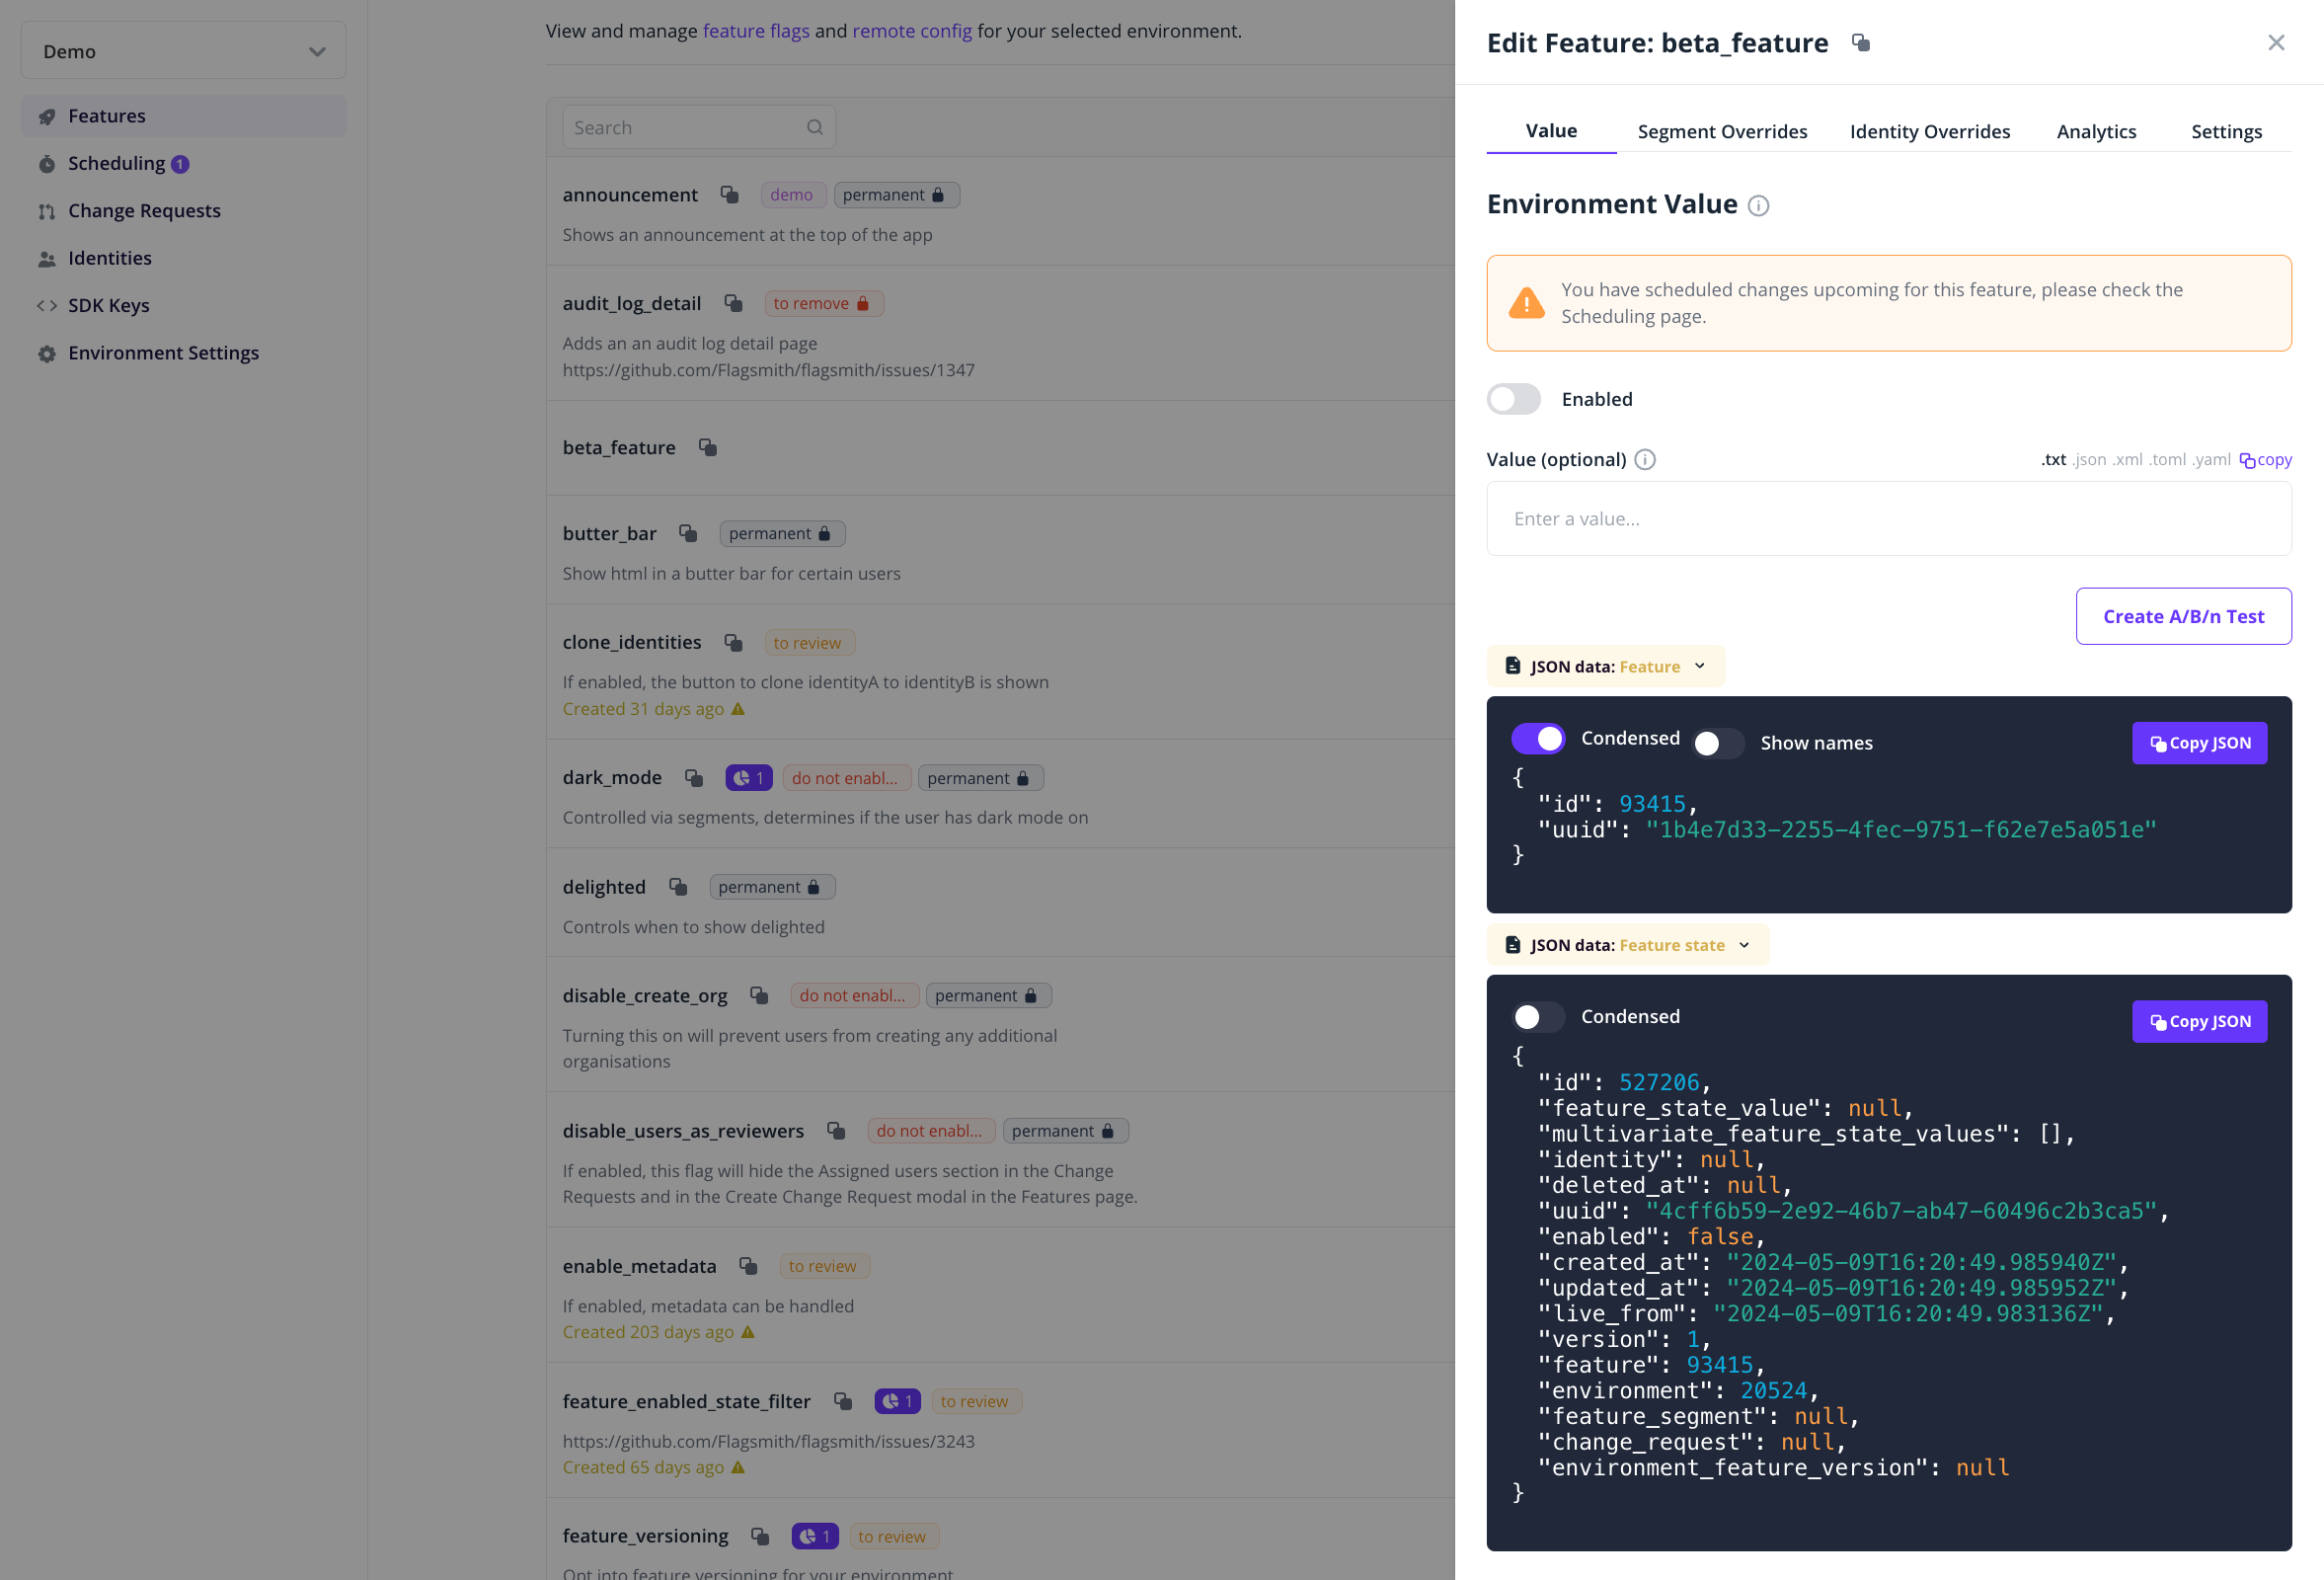 Demo
Features
Scheduling 1
Change Requests
Identities
SDK Keys
Environment Settings
View and manage feature flags and remote config for your selected environment.
Search
announcement demo permanent
Shows an announcement at the top of the app
audit_log_detail to remove
Adds an an audit log detail page
https://github.com/Flagsmith/flagsmith/issues/1347
beta_feature
butter_bar permanent
Show html in a butter bar for certain users
clone_identities to review
If enabled, the button to clone identityA to identityB is shown
Created 31 days ago
dark_mode 1 do not enabl... permanent
Controlled via segments, determines if the user has dark mode on
delighted permanent
Controls when to show delighted
disable_create_org do not enabl... permanent
Turning this on will prevent users from creating any additional
organisations
disable_users_as_reviewers do not enabl... permanent
If enabled, this flag will hide the Assigned users section in the Change
Requests and in the Create Change Request modal in the Features page.
enable_metadata to review
If enabled, metadata can be handled
Created 203 days ago
feature_enabled_state_filter 1 to review
https://github.com/Flagsmith/flagsmith/issues/3243
Created 65 days ago
feature_versioning 1 to review
Opt into feature versioning for your environment
Edit Feature: beta_feature
Value Segment Overrides Identity Overrides Analytics Settings
Environment Value
You have scheduled changes upcoming for this feature, please check the
Scheduling page.
Enabled
Value (optional) .txt .json .xml .toml .yaml copy
Enter a value...
Create A/B/n Test
JSON data: Feature
Condensed Show names Copy JSON
{
"id": 93415,
"uuid": "1b4e7d33-2255-4fec-9751-f62e7e5a051e"
}
JSON data: Feature state
Condensed Copy JSON
{
"id": 527206,
"feature_state_value": null,
"multivariate_feature_state_values": [],
"identity": null,
"deleted_at": null,
"uuid": "4cff6b59-2e92-46b7-ab47-60496c2b3ca5",
"enabled": false,
"created_at": "2024-05-09T16:20:49.985940Z",
"updated_at": "2024-05-09T16:20:49.985952Z",
"live_from": "2024-05-09T16:20:49.983136Z",
"version": 1,
"feature": 93415,
"environment": 20524,
"feature_segment": null,
"change_request": null,
"environment_feature_version": null
}